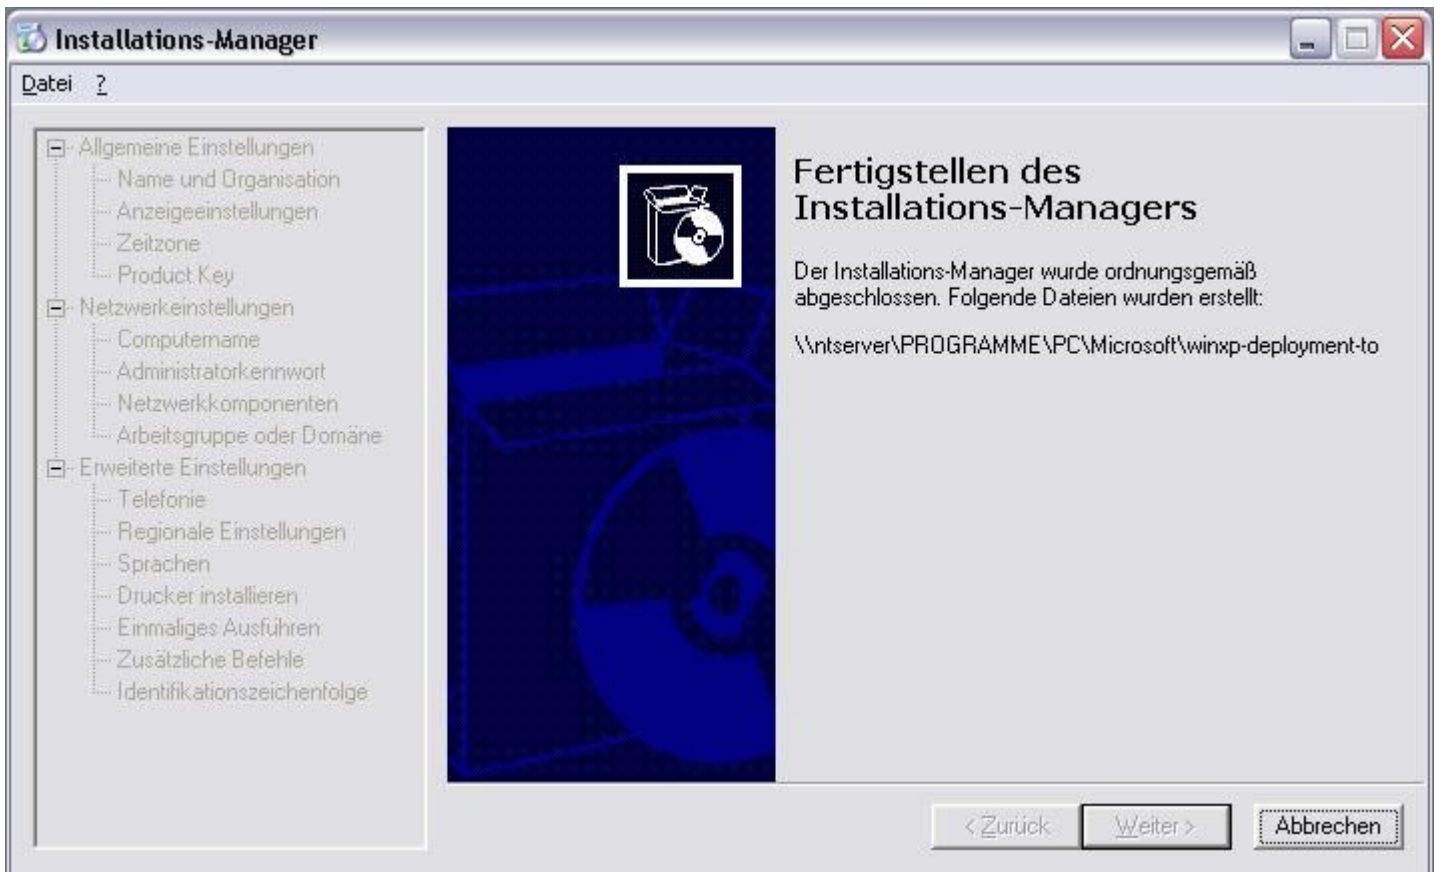 Installations-Manager
Datei ?
Allgemeine Einstellungen
Name und Organisation
Anzeigeeinstellungen
Zeitzone
Product Key
Netzwerkeinstellungen
Computername
Administratorkennwort
Netzwerkkomponenten
Arbeitsgruppe oder Domäne
Erweiterte Einstellungen
Telefonie
Regionale Einstellungen
Sprachen
Drucker installieren
Einmaliges Ausführen
Zusätzliche Befehle
Identifikationszeichenfolge
Fertigstellen des
Installations-Managers
Der Installations-Manager wurde ordnungsgemäß
abgeschlossen. Folgende Dateien wurden erstellt:
\\ntserver\PROGRAMME\PC\Microsoft\winxp-deployment-to
< Zurück Weiter > Abbrechen